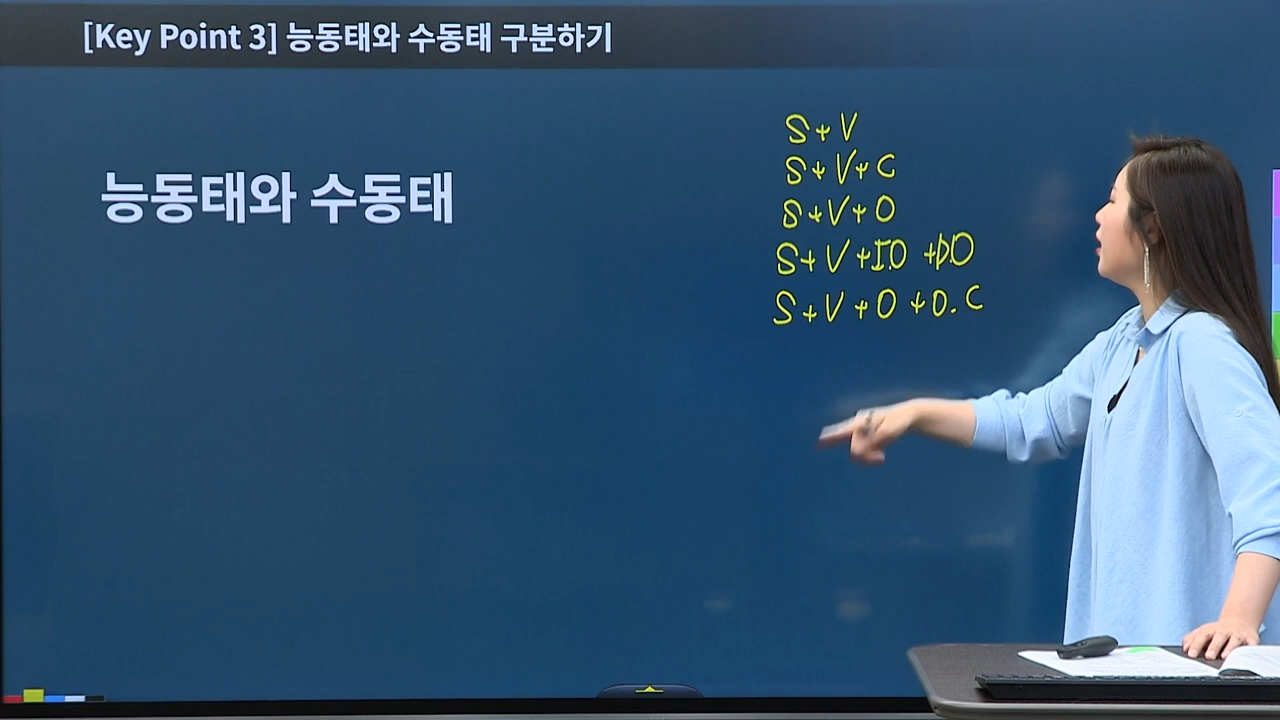 [Key Point 3] 능동태와 수동태 구분하기
능동태와 수동태
S+V
S+V+C
S+V+O
S+V+I.O+D.O
S+V+O+O.C